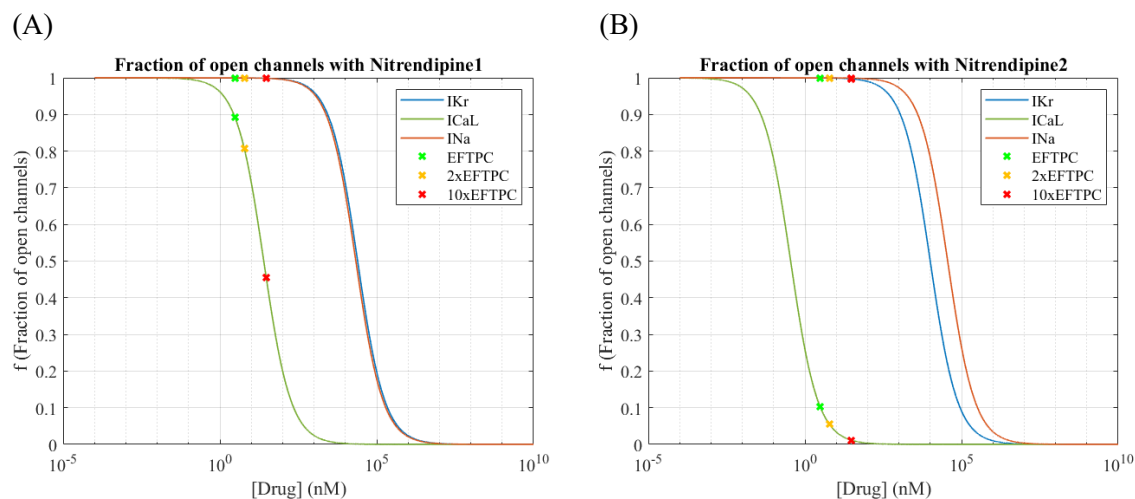 (A)
Fraction of open channels with Nitrendipine1
f (Fraction of open channels)
1
0.9
0.8
0.7
0.6
0.5
0.4
0.3
0.2
0.1
0
IKr
ICaL
INa
EFTPC
2xEFTPC
10xEFTPC
10^-5
10^0
10^5
10^10
[Drug] (nM)
(B)
Fraction of open channels with Nitrendipine2
f (Fraction of open channels)
1
0.9
0.8
0.7
0.6
0.5
0.4
0.3
0.2
0.1
0
IKr
ICaL
INa
EFTPC
2xEFTPC
10xEFTPC
10^-5
10^0
10^5
10^10
[Drug] (nM)